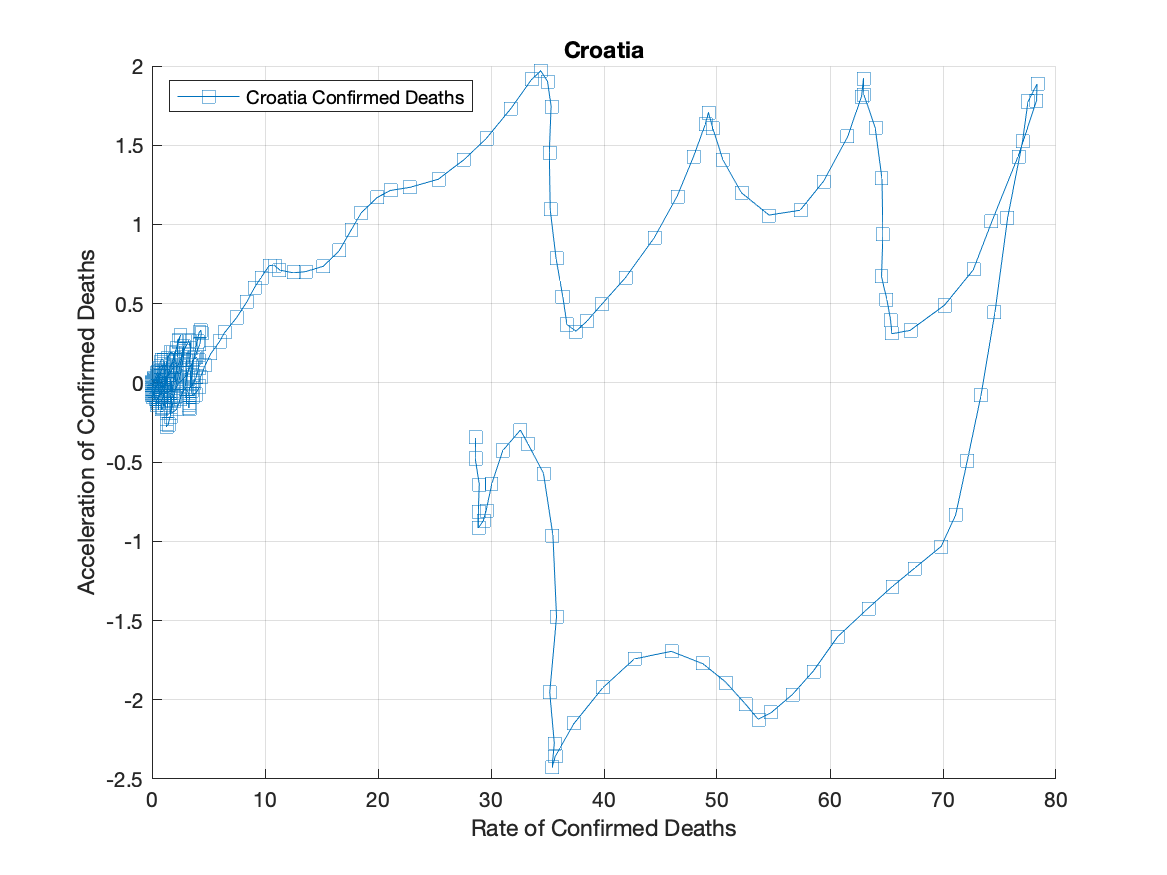 Croatia
Croatia Confirmed Deaths
2
1.5
1
0.5
0
-0.5
-1
-1.5
-2
-2.5
Acceleration of Confirmed Deaths
0 10 20 30 40 50 60 70 80
Rate of Confirmed Deaths